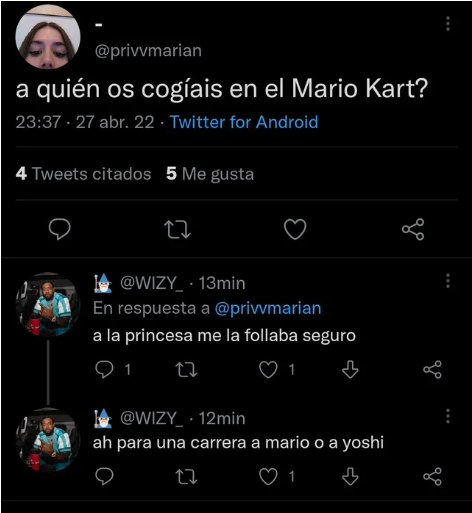 -
@privvmarian
a quién os cogíais en el Mario Kart?
23:37 · 27 abr. 22 · Twitter for Android
4 Tweets citados 5 Me gusta
@WIZY_ · 13min
En respuesta a @privvmarian
a la princesa me la follaba seguro
1 1
@WIZY_ · 12min
ah para una carrera a mario o a yoshi
1